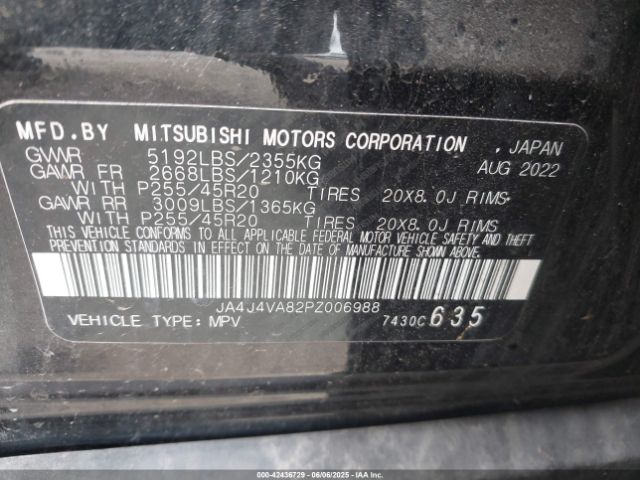 MFD.BY MITSUBISHI MOTORS CORPORATION , JAPAN
GVWR 5192LBS/2355KG AUG 2022
GAWR FR 2668LBS/1210KG
WITH P255/45R20 TIRES 20X8.0J RIMS
GAWR RR 3009LBS/1365KG
WITH P255/45R20 TIRES 20X8.0J RIMS
THIS VEHICLE CONFORMS TO ALL APPLICABLE FEDERAL MOTOR VEHICLE SAFETY AND THEFT
PREVENTION STANDARDS IN EFFECT ON THE DATE OF MANUFACTURE SHOWN ABOVE.
JA4J4VA82PZ006988
VEHICLE TYPE: MPV 7430C 635
000-42436729 - 06/06/2025 - IAAI.COM